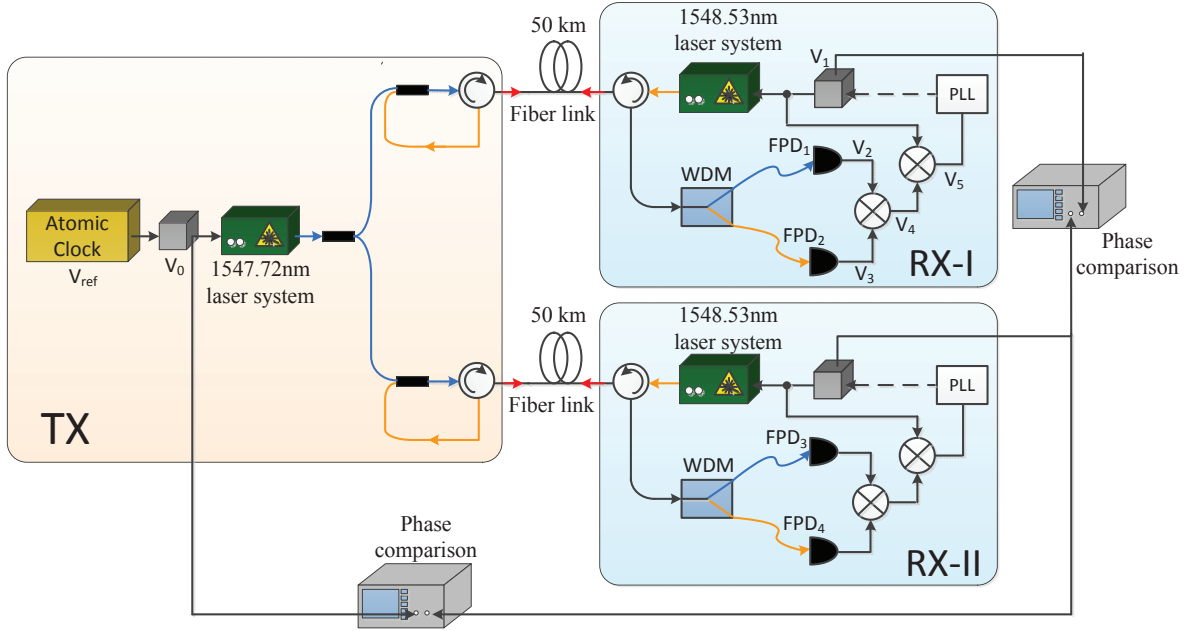 50 km
1548.53nm
laser system
V1
PLL
Fiber link
FPD1
V2
WDM
V5
V4
FPD2
V3
RX-I
Phase
comparison
Atomic
Clock
Vref
V0
1547.72nm
laser system
TX
50 km
1548.53nm
laser system
PLL
Fiber link
FPD3
WDM
FPD4
RX-II
Phase
comparison